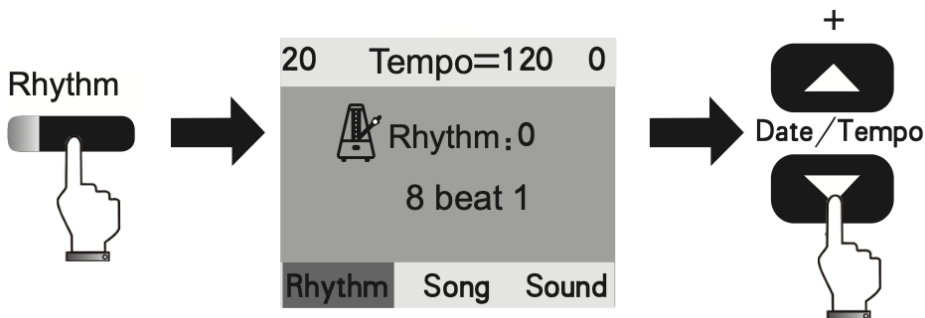 Rhythm
20 Tempo=120 0
Rhythm:0
8 beat 1
Rhythm Song Sound
+
Date/Tempo